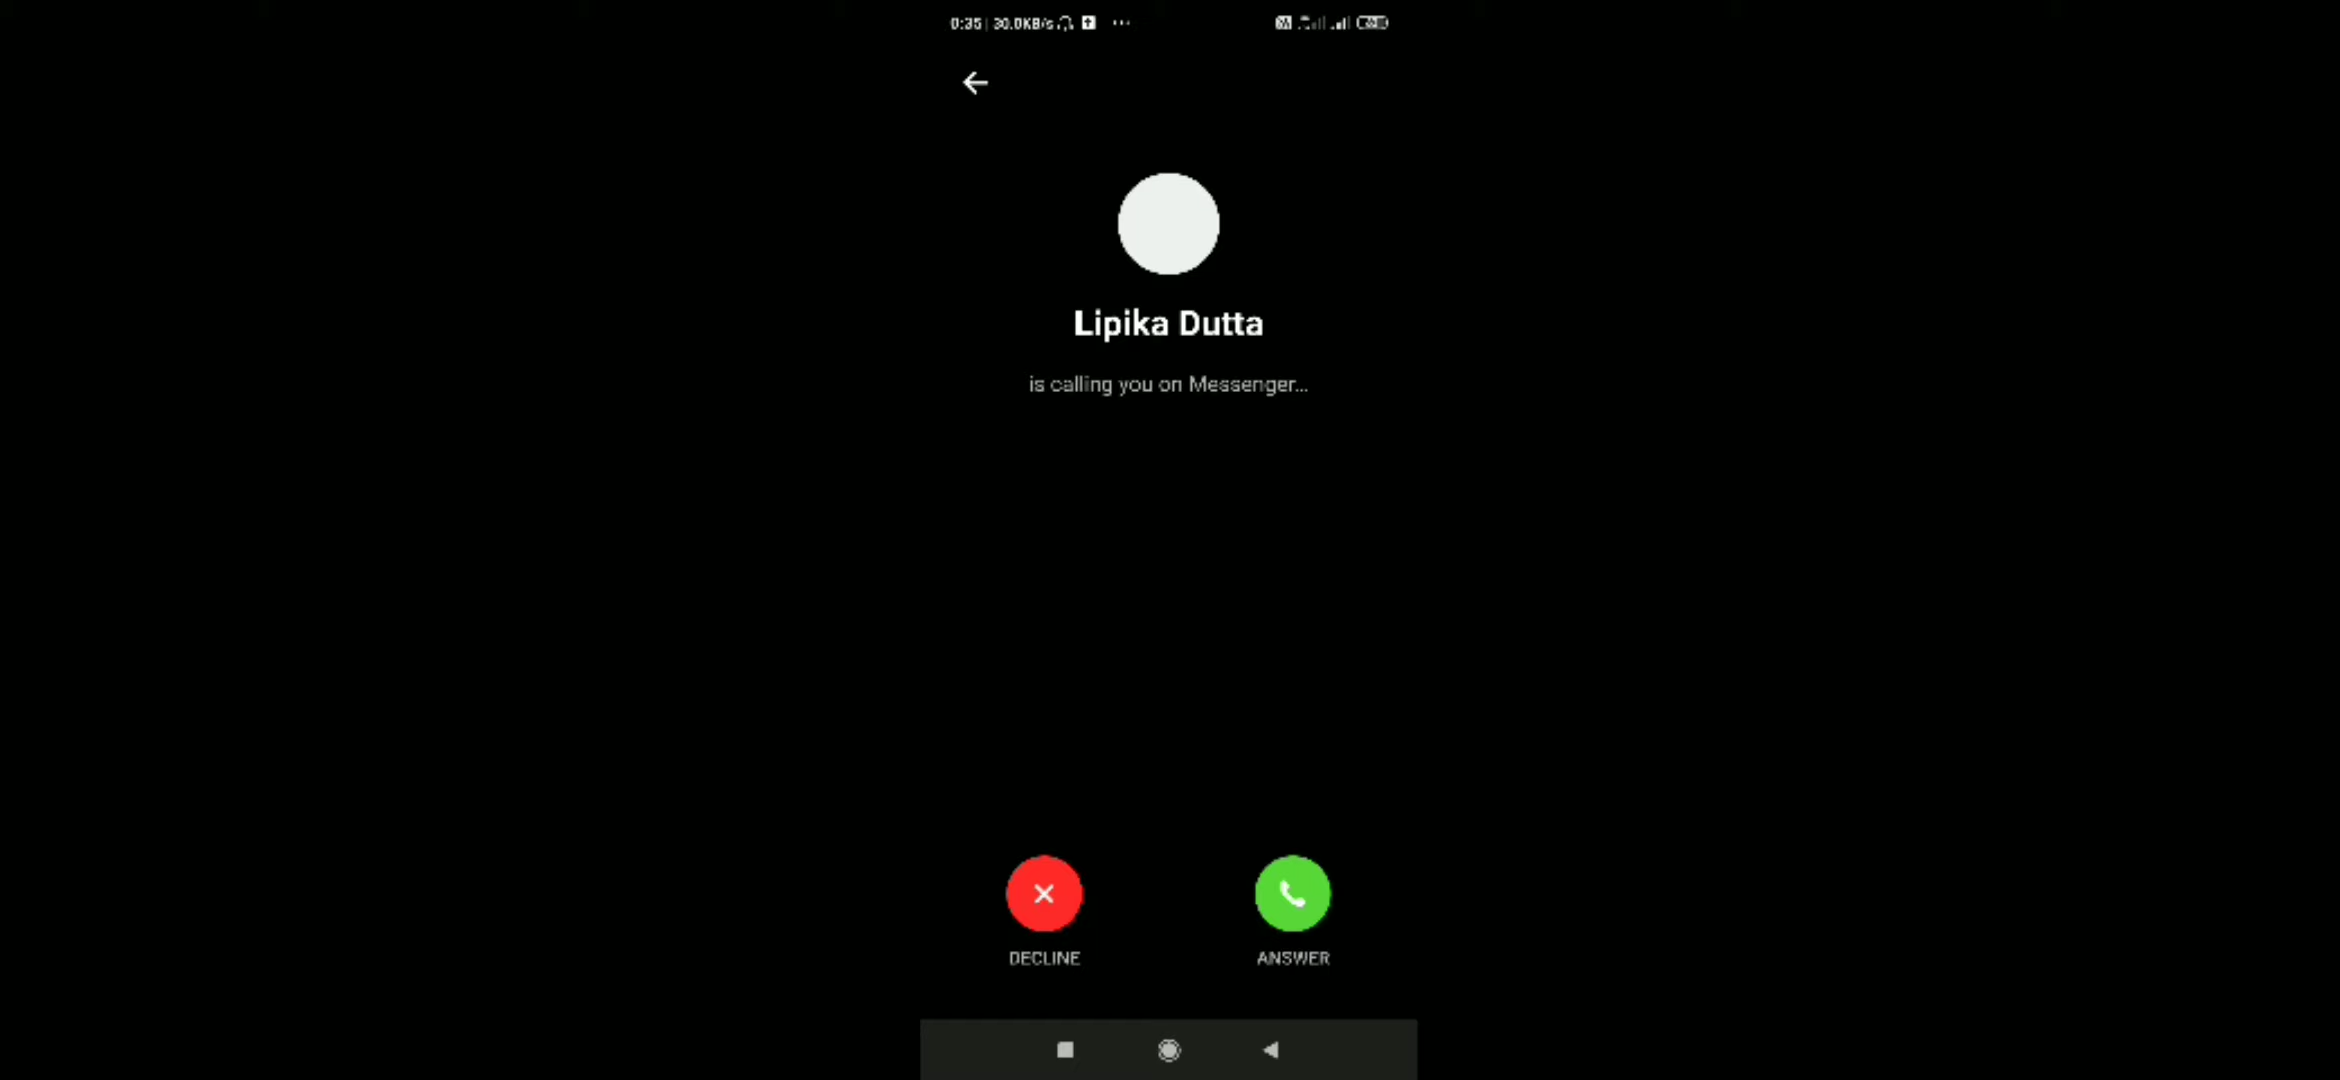 0:35 | 30.0KB/s
Lipika Dutta
is calling you on Messenger...
DECLINE
ANSWER